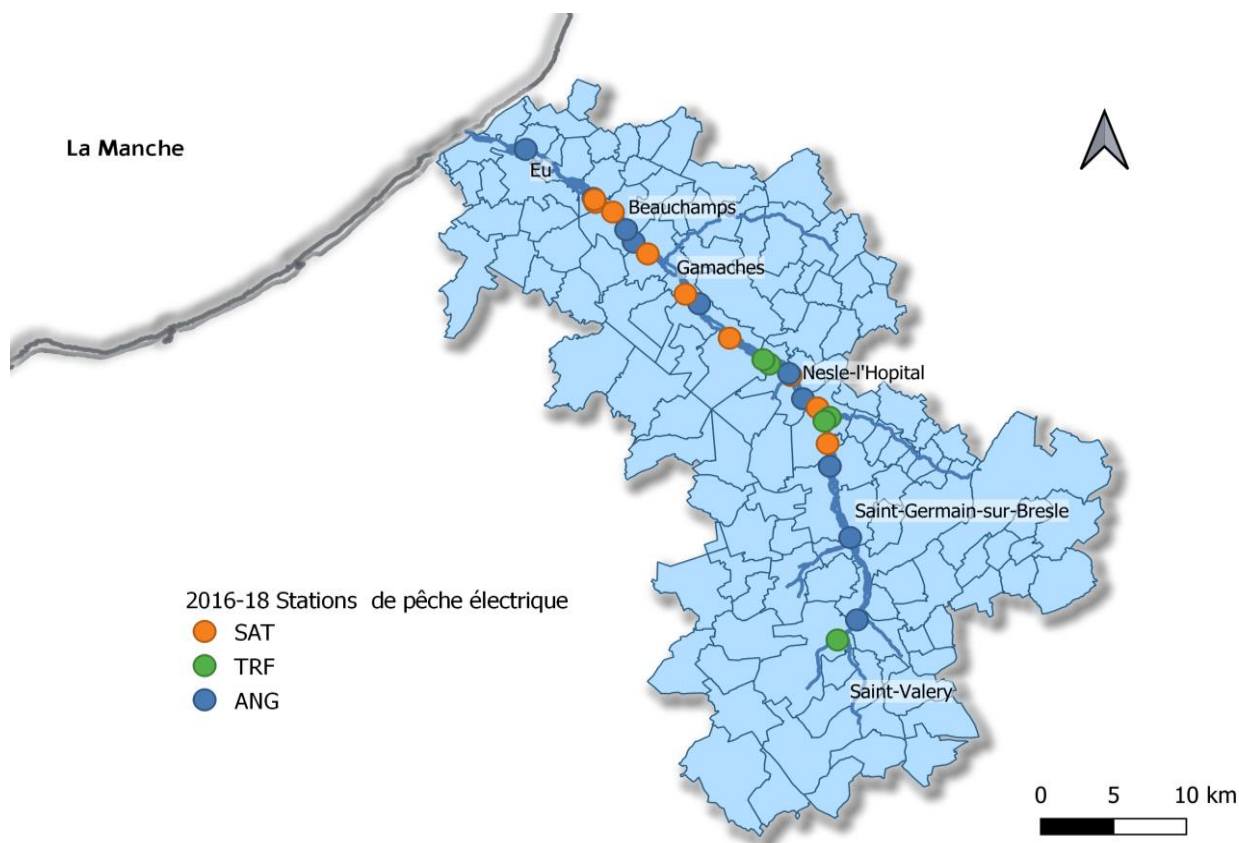 La Manche
Eu
Beauchamps
Gamaches
Nesle-l'Hopital
Saint-Germain-sur-Bresle
2016-18 Stations de pêche électrique
SAT
TRF
ANG
Saint-Valery
0 5 10 km